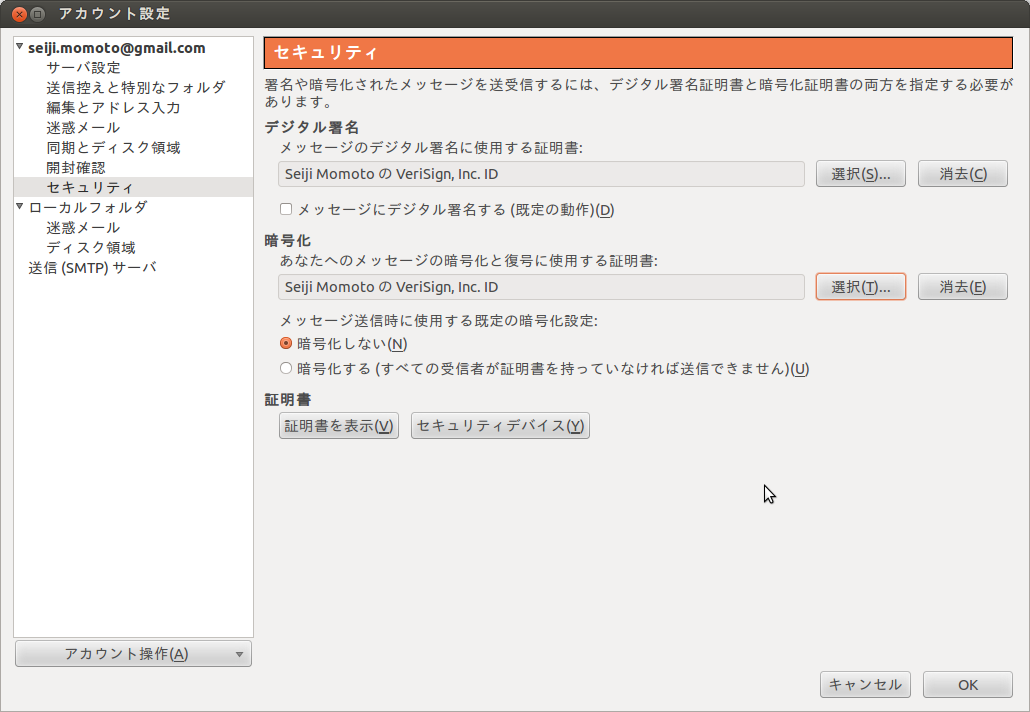 アカウント設定
seiji.momoto@gmail.com
サーバ設定
送信控えと特別なフォルダ
編集とアドレス入力
迷惑メール
同期とディスク領域
開封確認
セキュリティ
ローカルフォルダ
迷惑メール
ディスク領域
送信 (SMTP) サーバ
アカウント操作(A)
セキュリティ
署名や暗号化されたメッセージを送受信するには、デジタル署名証明書と暗号化証明書の両方を指定する必要が
あります。
デジタル署名
メッセージのデジタル署名に使用する証明書:
Seiji Momoto の VeriSign, Inc. ID
選択(S)...
消去(C)
メッセージにデジタル署名する (既定の動作)(D)
暗号化
あなたへのメッセージの暗号化と復号に使用する証明書:
Seiji Momoto の VeriSign, Inc. ID
選択(T)...
消去(E)
メッセージ送信時に使用する既定の暗号化設定:
暗号化しない(N)
暗号化する (すべての受信者が証明書を持っていなければ送信できません)(U)
証明書
証明書を表示(V)
セキュリティデバイス(Y)
キャンセル
OK